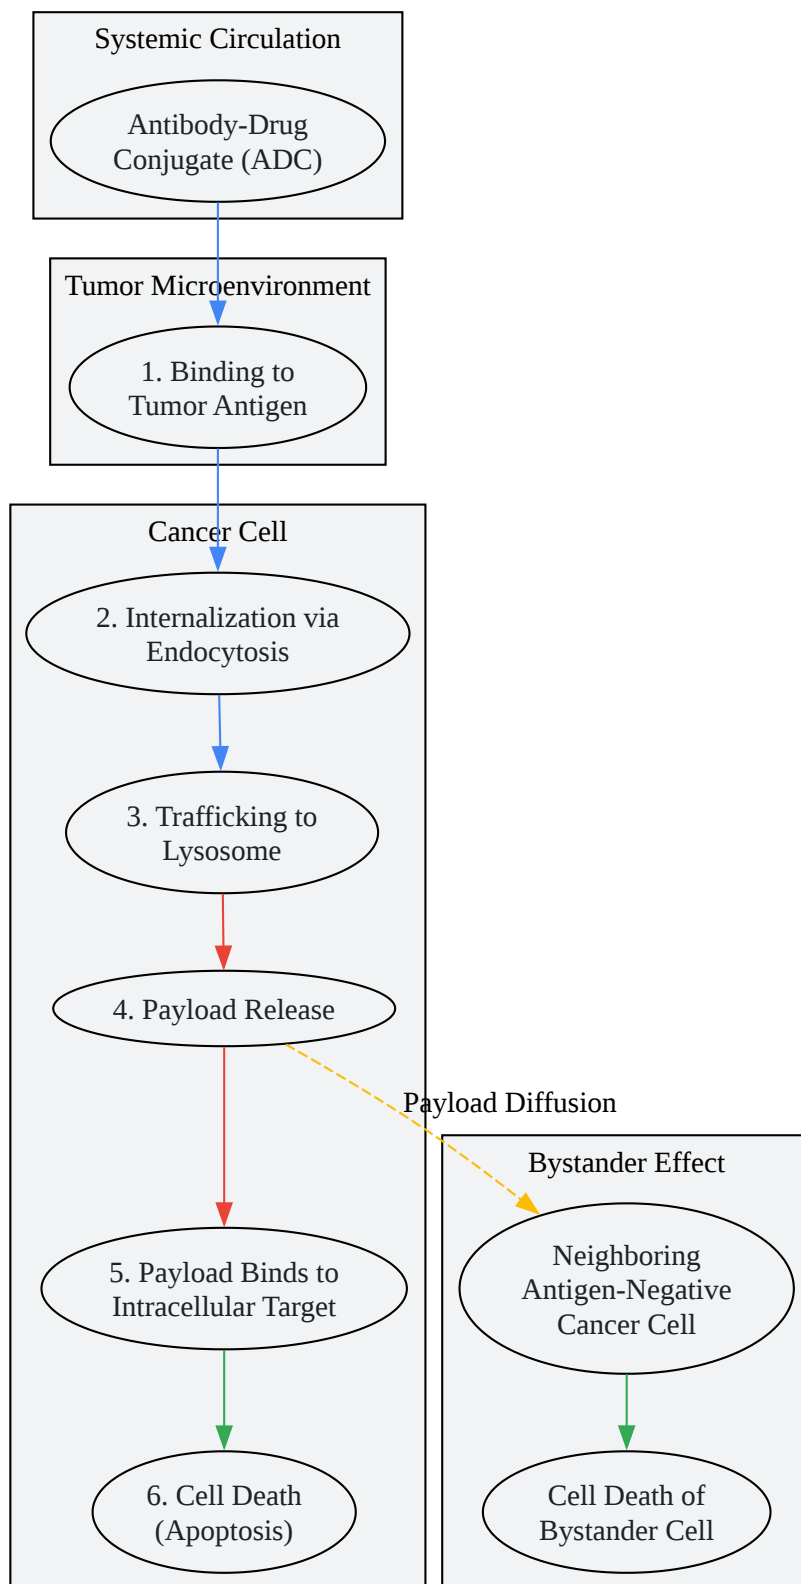 Systemic Circulation
Antibody-Drug
Conjugate (ADC)
Tumor Microenvironment
1. Binding to
Tumor Antigen
Cancer Cell
2. Internalization via
Endocytosis
3. Trafficking to
Lysosome
4. Payload Release
Payload Diffusion
Bystander Effect
5. Payload Binds to
Intracellular Target
Neighboring
Antigen-Negative
Cancer Cell
6. Cell Death
(Apoptosis)
Cell Death of
Bystander Cell